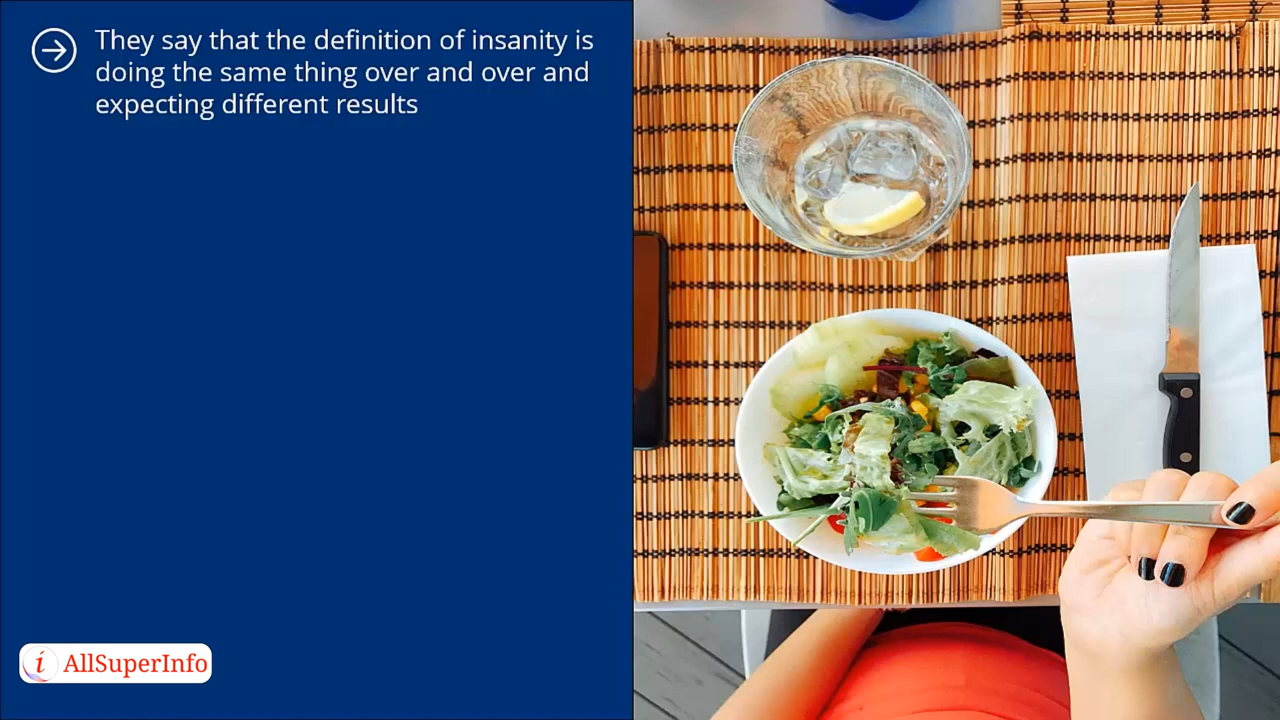 They say that the definition of insanity is
doing the same thing over and over and
expecting different results
i AllSuperInfo